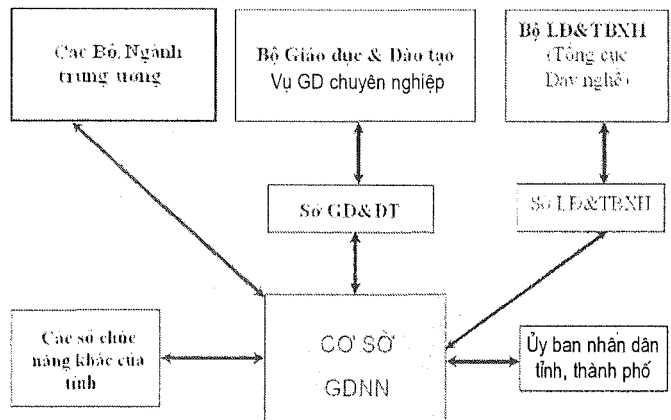 Các Bộ, Ngành
trung ương
Bộ Giáo dục & Đào tạo
Vụ GD chuyên nghiệp
Bộ LĐ&TBXH
(Tổng cục
Dạy nghề)
Sở GD&ĐT
Sở LĐ&TBXH
Các sở chức
năng khác của
tỉnh
CƠ SỞ
GDNN
Ủy ban nhân dân
tỉnh, thành phố